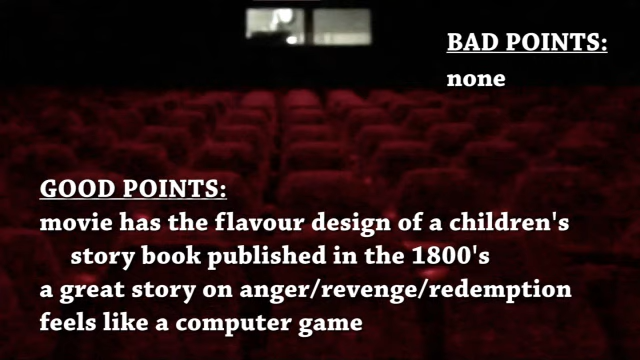 BAD POINTS:
none
GOOD POINTS:
movie has the flavour design of a children's
story book published in the 1800's
a great story on anger/revenge/redemption
feels like a computer game